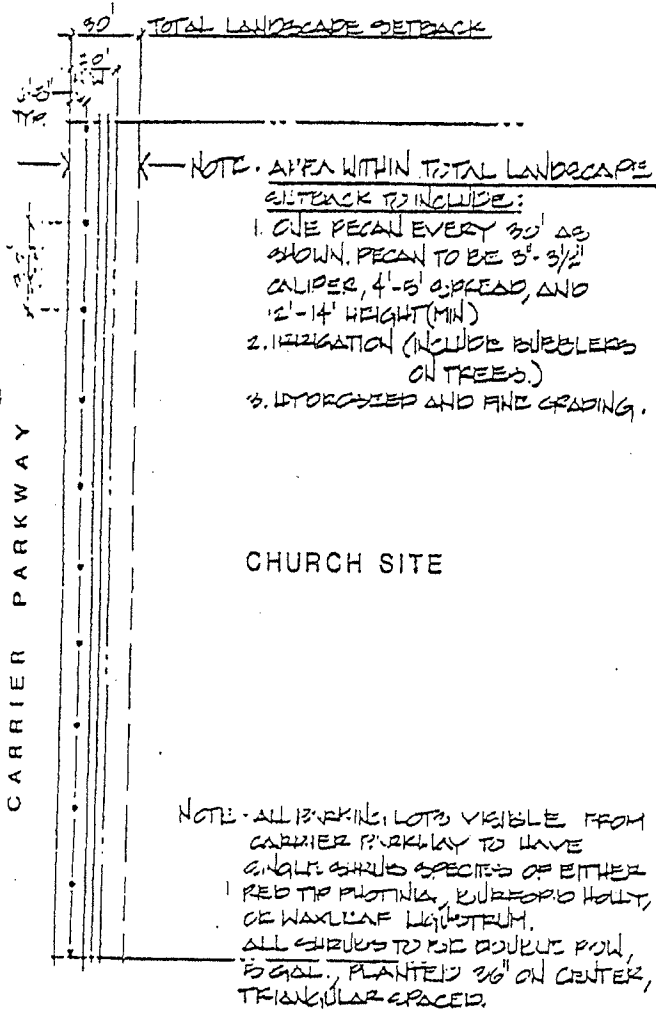 30' TOTAL LANDSCAPE SETBACK
TYP.
NOTE - AREA WITHIN TOTAL LANDSCAPE
SETBACK TO INCLUDE:
1. ONE PECAN EVERY 30' AS
SHOWN. PECAN TO BE 3"-3 1/2"
CALIPER, 4'-5' SPREAD, AND
12'-14' HEIGHT (MIN)
2. IRRIGATION (INCLUDE BUBBLERS
ON TREES.)
3. HYDROSEED AND FINE GRADING.
CARRIER PARKWAY
CHURCH SITE
NOTE - ALL PARKING LOTS VISIBLE FROM
CARRIER PARKWAY TO HAVE
SINGLE SHRUB SPECIES OF EITHER
RED TIP PHOTINIA, BURFORD HOLLY,
OR WAXLEAF LIGUSTRUM.
ALL SHRUBS TO BE DOUBLE ROW,
5 GAL., PLANTED 36" ON CENTER,
TRIANGULAR SPACED.